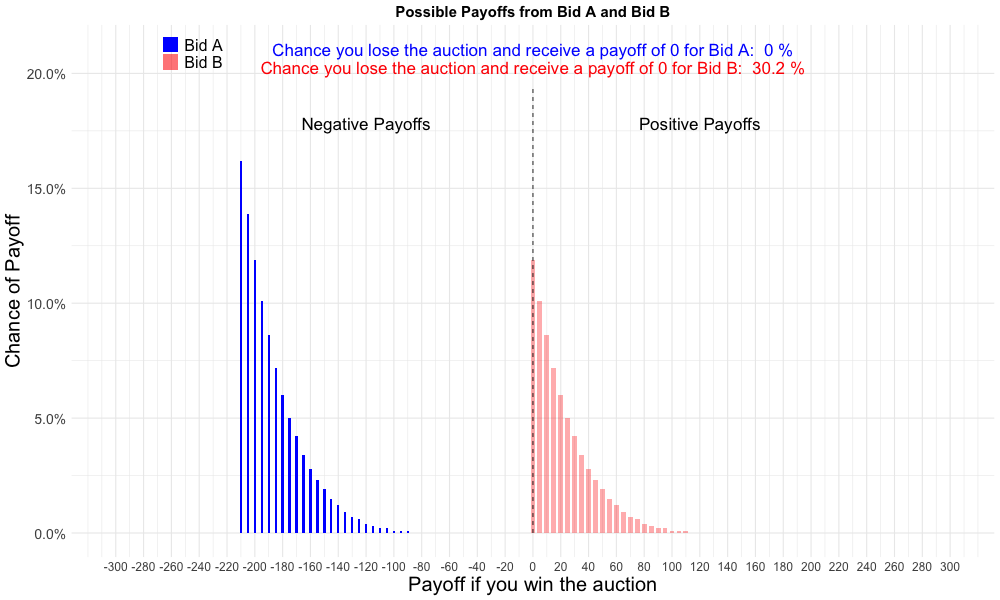 Possible Payoffs from Bid A and Bid B
Bid A
Bid B
Chance you lose the auction and receive a payoff of 0 for Bid A:  0 %
Chance you lose the auction and receive a payoff of 0 for Bid B:  30.2 %
Negative Payoffs
Positive Payoffs
Chance of Payoff
20.0%
15.0%
10.0%
5.0%
0.0%
-300 -280 -260 -240 -220 -200 -180 -160 -140 -120 -100 -80 -60 -40 -20 0 20 40 60 80 100 120 140 160 180 200 220 240 260 280 300
Payoff if you win the auction